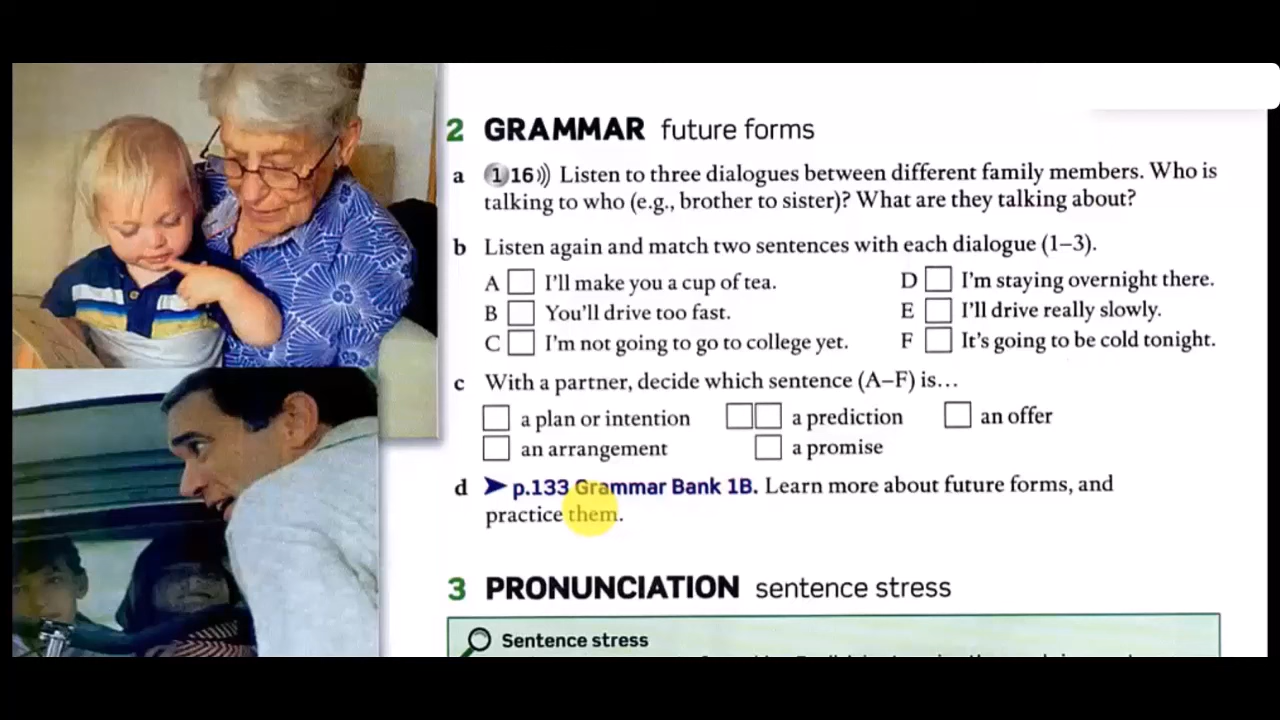 2 GRAMMAR future forms
a 1 16))) Listen to three dialogues between different family members. Who is
talking to who (e.g., brother to sister)? What are they talking about?
b Listen again and match two sentences with each dialogue (1–3).
A I'll make you a cup of tea.
B You'll drive too fast.
C I'm not going to go to college yet.
D I'm staying overnight there.
E I'll drive really slowly.
F It's going to be cold tonight.
c With a partner, decide which sentence (A–F) is…
a plan or intention a prediction an offer
an arrangement a promise
d ➤ p.133 Grammar Bank 1B. Learn more about future forms, and
practice them.
3 PRONUNCIATION sentence stress
Sentence stress